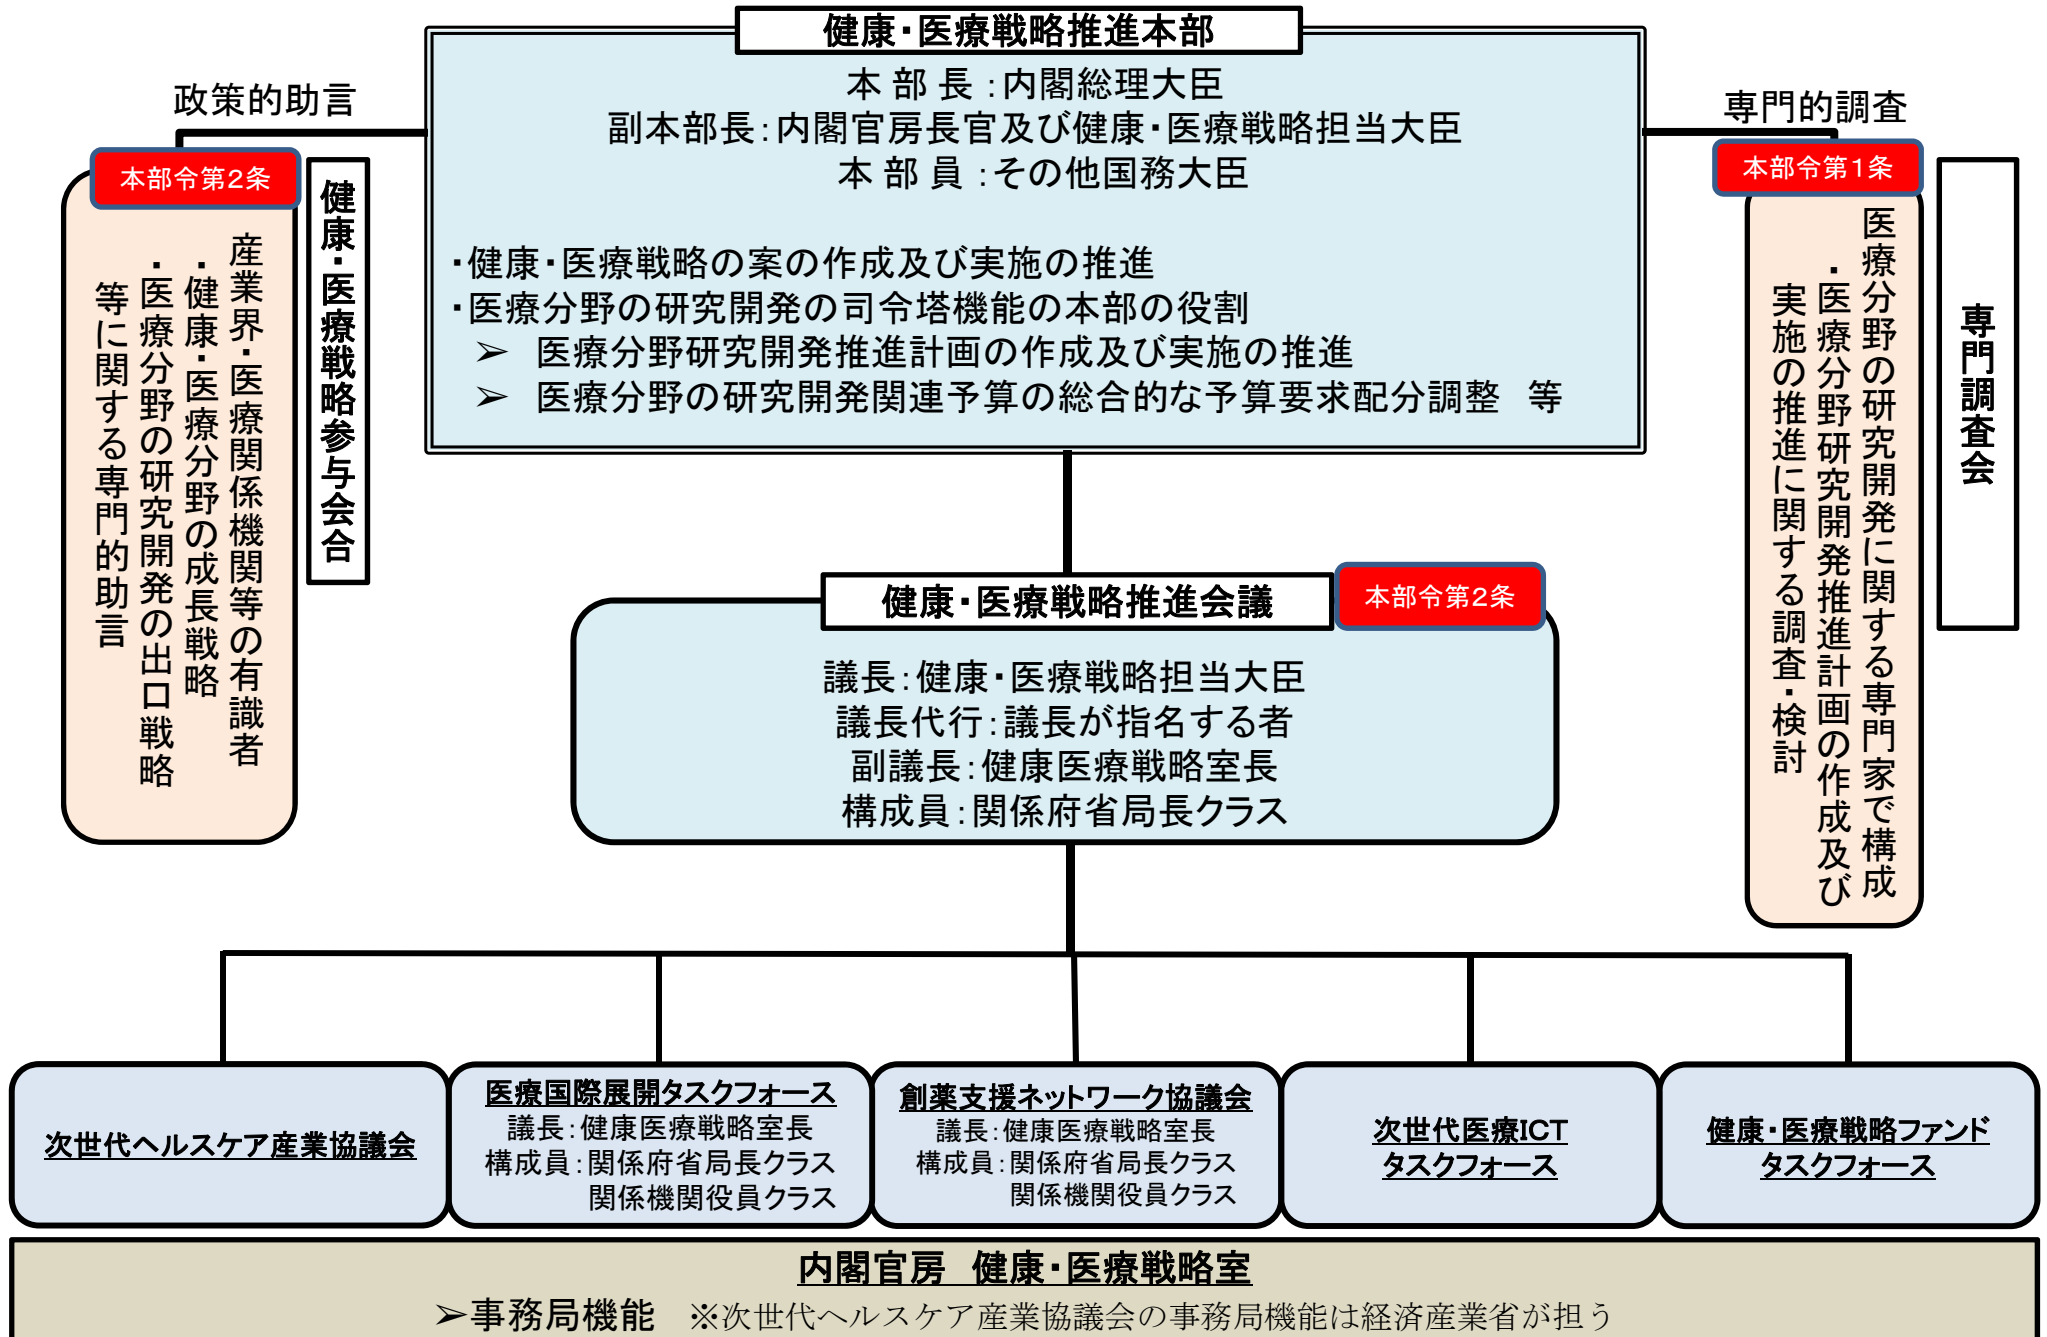 健康・医療戦略推進本部
本 部 長 ：内閣総理大臣
副本部長：内閣官房長官及び健康・医療戦略担当大臣
本 部 員 ：その他国務大臣
・健康・医療戦略の案の作成及び実施の推進
・医療分野の研究開発の司令塔機能の本部の役割
➢ 医療分野研究開発推進計画の作成及び実施の推進
➢ 医療分野の研究開発関連予算の総合的な予算要求配分調整　等
政策的助言
本部令第２条
健康・医療戦略参与会合
産業界・医療関係機関等の有識者
・健康・医療分野の成長戦略
・医療分野の研究開発の出口戦略
等に関する専門的助言
専門的調査
本部令第１条
専門調査会
医療分野の研究開発に関する専門家で構成
・医療分野研究開発推進計画の作成及び
実施の推進に関する調査・検討
健康・医療戦略推進会議
本部令第２条
議長：健康・医療戦略担当大臣
議長代行：議長が指名する者
副議長：健康医療戦略室長
構成員：関係府省局長クラス
次世代ヘルスケア産業協議会
医療国際展開タスクフォース
議長：健康医療戦略室長
構成員：関係府省局長クラス
関係機関役員クラス
創薬支援ネットワーク協議会
議長：健康医療戦略室長
構成員：関係府省局長クラス
関係機関役員クラス
次世代医療ICT
タスクフォース
健康・医療戦略ファンド
タスクフォース
内閣官房　健康・医療戦略室
➢事務局機能　※次世代ヘルスケア産業協議会の事務局機能は経済産業省が担う